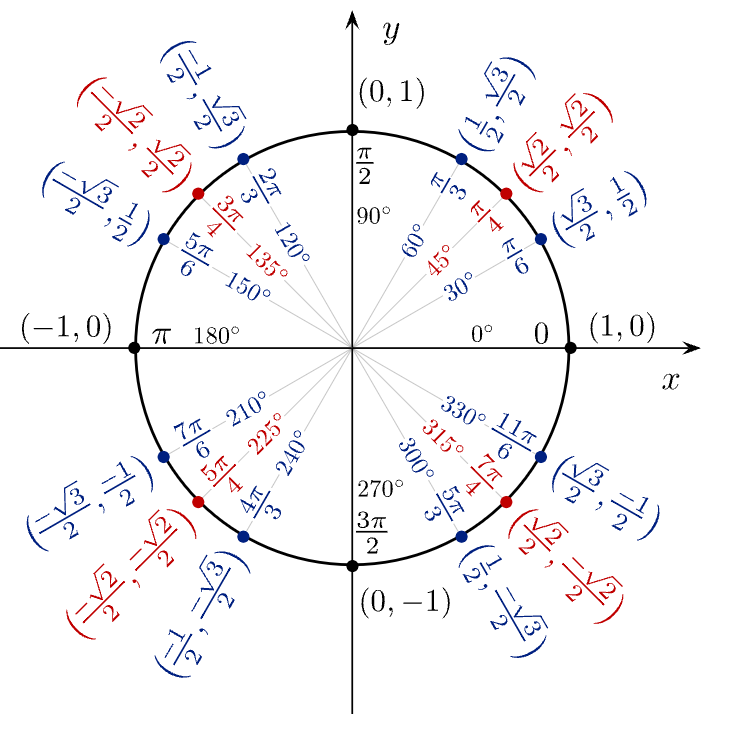 y
(0, 1)
(−1/2, √3/2)
(−√2/2, √2/2)
(−√3/2, 1/2)
(1/2, √3/2)
(√2/2, √2/2)
(√3/2, 1/2)
π/2
90°
2π/3 120°
3π/4 135°
5π/6 150°
60° π/3
45° π/4
30° π/6
(−1, 0) π 180°
0° 0 (1, 0)
x
7π/6 210°
5π/4 225°
4π/3 240°
330° 11π/6
315° 7π/4
300° 5π/3
270°
3π/2
(−√3/2, −1/2)
(−√2/2, −√2/2)
(−1/2, −√3/2)
(√3/2, −1/2)
(√2/2, −√2/2)
(1/2, −√3/2)
(0, −1)